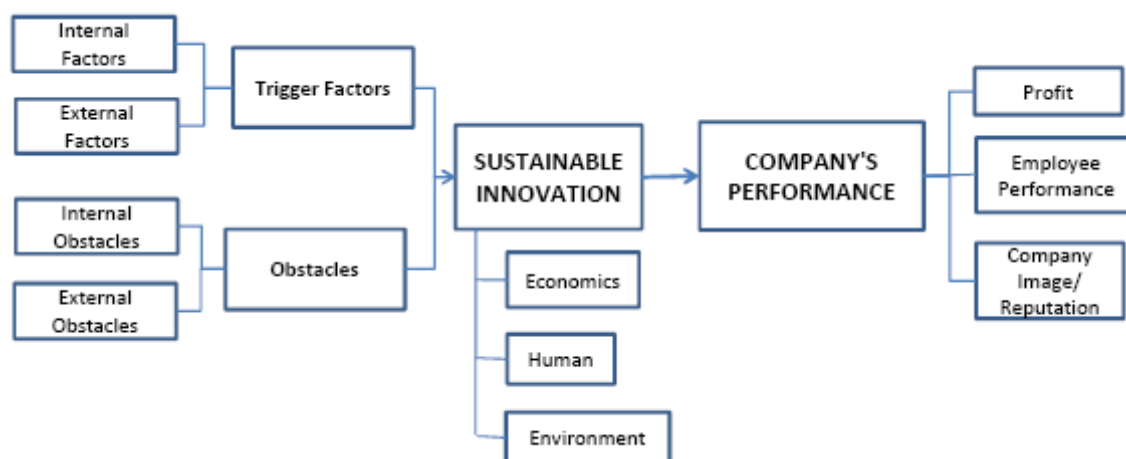 Internal
Factors
External
Factors
Trigger Factors
Internal
Obstacles
External
Obstacles
Obstacles
SUSTAINABLE
INNOVATION
Economics
Human
Environment
COMPANY'S
PERFORMANCE
Profit
Employee
Performance
Company
Image/
Reputation